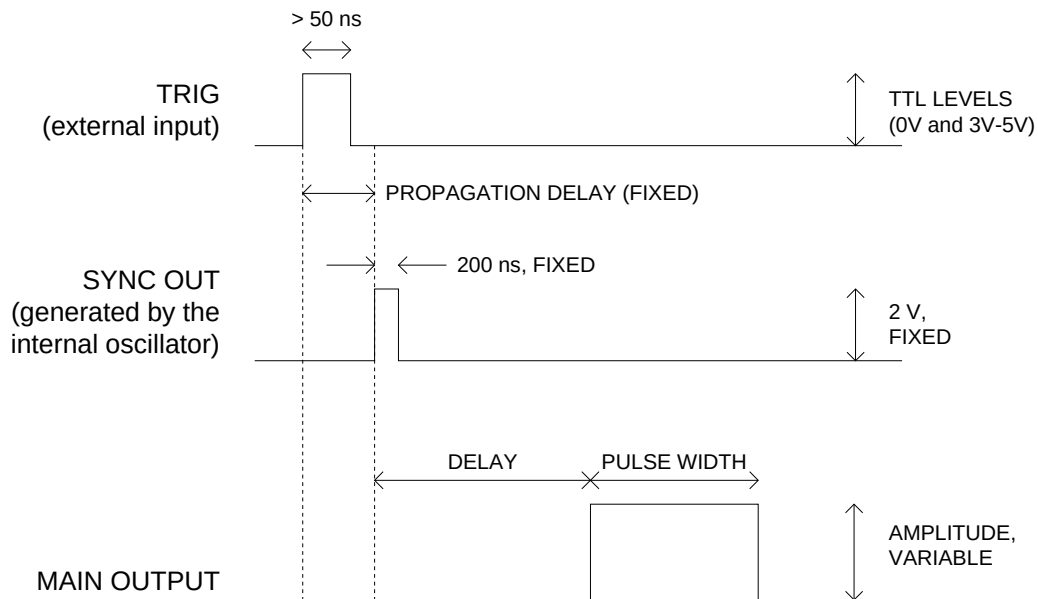 > 50 ns
TRIG
(external input)
TTL LEVELS
(0V and 3V-5V)
PROPAGATION DELAY (FIXED)
200 ns, FIXED
SYNC OUT
(generated by the
internal oscillator)
2 V,
FIXED
DELAY
PULSE WIDTH
AMPLITUDE,
VARIABLE
MAIN OUTPUT